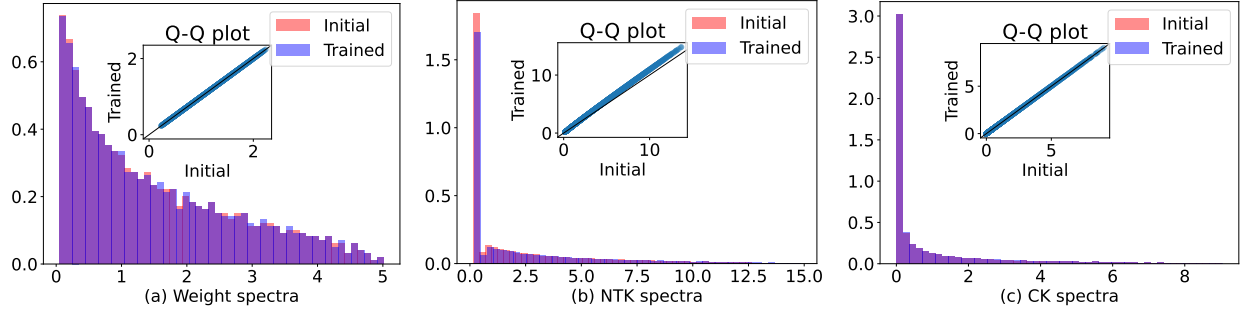 Q-Q plot
Initial
Trained
0.6
0.4
0.2
0.0
2
0
Trained
0
2
Initial
0
1
2
3
4
5
(a) Weight spectra
Q-Q plot
Initial
Trained
1.5
1.0
0.5
0.0
10
0
Trained
0
10
Initial
0.0
2.5
5.0
7.5
10.0
12.5
15.0
(b) NTK spectra
Q-Q plot
Initial
Trained
3.0
2.5
2.0
1.5
1.0
0.5
0.0
5
0
Trained
0
5
Initial
0
2
4
6
8
(c) CK spectra